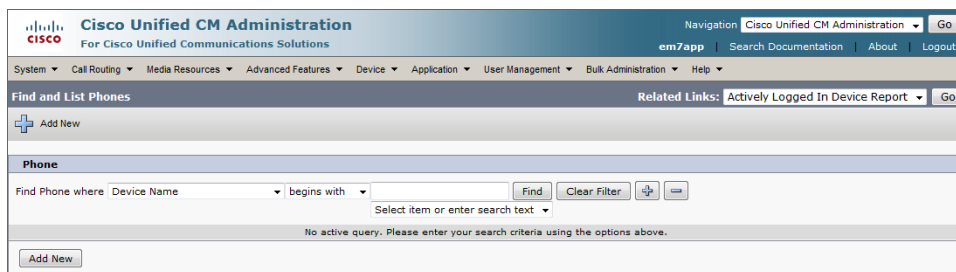 Cisco Unified CM Administration
Navigation Cisco Unified CM Administration Go
CISCO For Cisco Unified Communications Solutions
em7app | Search Documentation | About | Logout
System Call Routing Media Resources Advanced Features Device Application User Management Bulk Administration Help
Find and List Phones Related Links: Actively Logged In Device Report Go
Add New
Phone
Find Phone where Device Name begins with Find Clear Filter
Select item or enter search text
No active query. Please enter your search criteria using the options above.
Add New